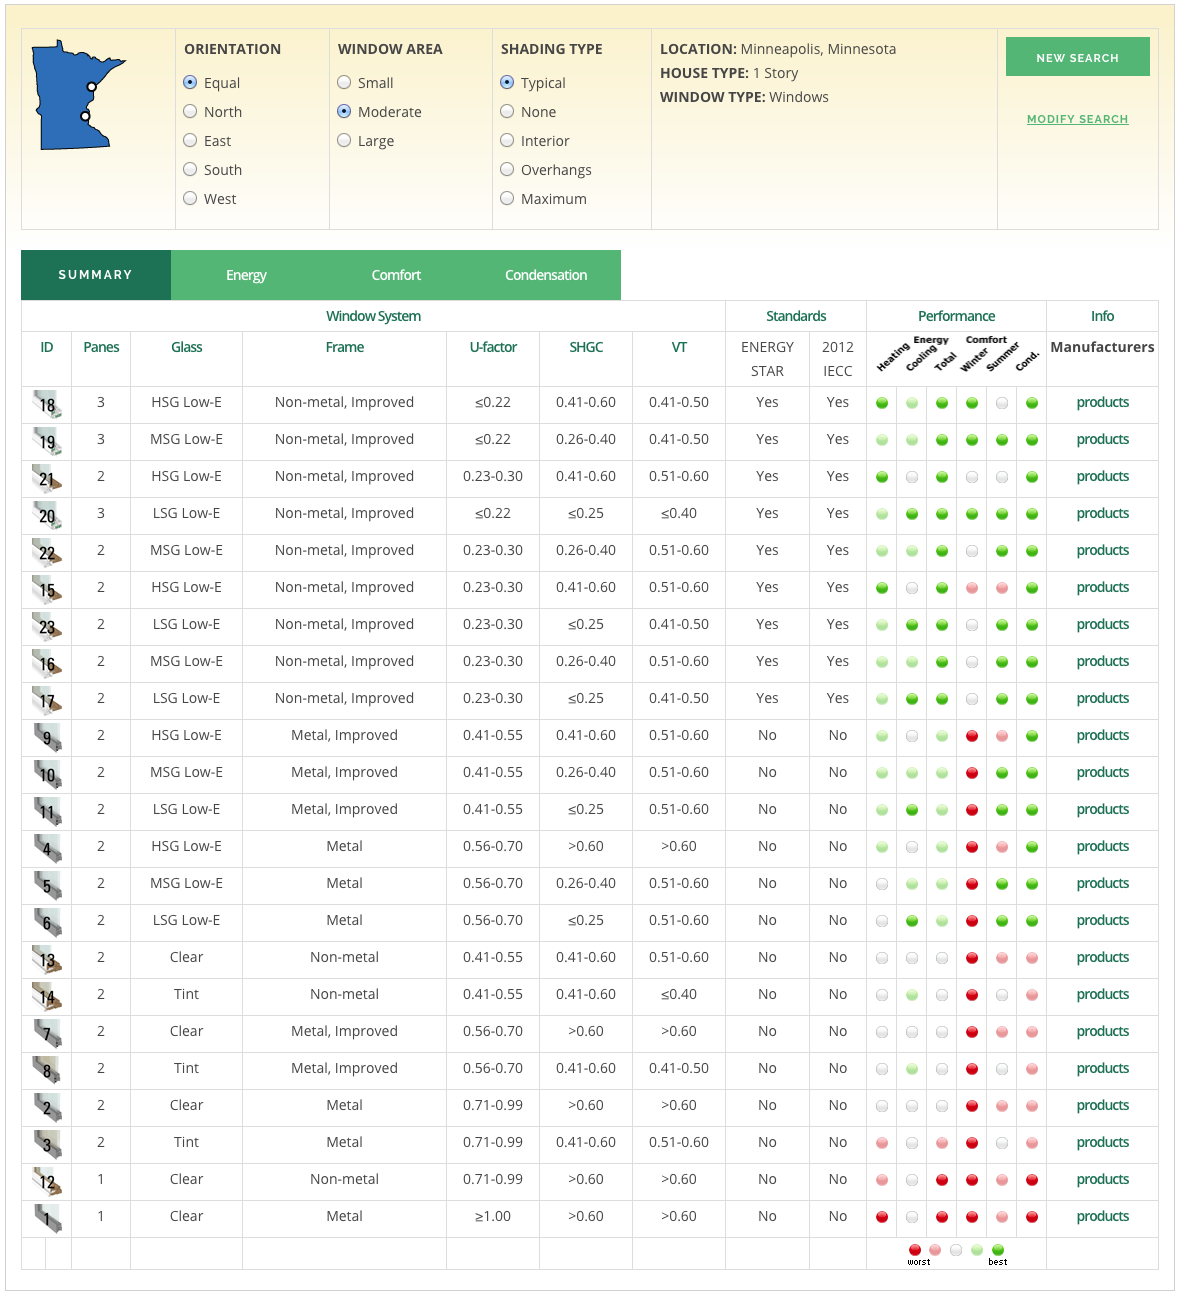 ORIENTATION
Equal
North
East
South
West
WINDOW AREA
Small
Moderate
Large
SHADING TYPE
Typical
None
Interior
Overhangs
Maximum
LOCATION: Minneapolis, Minnesota
HOUSE TYPE: 1 Story
WINDOW TYPE: Windows
NEW SEARCH
MODIFY SEARCH
SUMMARY Energy Comfort Condensation
Window System Standards Performance Info
ID Panes Glass Frame U-factor SHGC VT ENERGY STAR 2012 IECC Energy Comfort Heating Cooling Total Winter Summer Cond. Manufacturers
18 3 HSG Low-E Non-metal, Improved ≤0.22 0.41-0.60 0.41-0.50 Yes Yes products
19 3 MSG Low-E Non-metal, Improved ≤0.22 0.26-0.40 0.41-0.50 Yes Yes products
21 2 HSG Low-E Non-metal, Improved 0.23-0.30 0.41-0.60 0.51-0.60 Yes Yes products
20 3 LSG Low-E Non-metal, Improved ≤0.22 ≤0.25 ≤0.40 Yes Yes products
22 2 MSG Low-E Non-metal, Improved 0.23-0.30 0.26-0.40 0.51-0.60 Yes Yes products
15 2 HSG Low-E Non-metal, Improved 0.23-0.30 0.41-0.60 0.51-0.60 Yes Yes products
23 2 LSG Low-E Non-metal, Improved 0.23-0.30 ≤0.25 0.41-0.50 Yes Yes products
16 2 MSG Low-E Non-metal, Improved 0.23-0.30 0.26-0.40 0.51-0.60 Yes Yes products
17 2 LSG Low-E Non-metal, Improved 0.23-0.30 ≤0.25 0.41-0.50 Yes Yes products
9 2 HSG Low-E Metal, Improved 0.41-0.55 0.41-0.60 0.51-0.60 No No products
10 2 MSG Low-E Metal, Improved 0.41-0.55 0.26-0.40 0.51-0.60 No No products
11 2 LSG Low-E Metal, Improved 0.41-0.55 ≤0.25 0.51-0.60 No No products
4 2 HSG Low-E Metal 0.56-0.70 >0.60 >0.60 No No products
5 2 MSG Low-E Metal 0.56-0.70 0.26-0.40 0.51-0.60 No No products
6 2 LSG Low-E Metal 0.56-0.70 ≤0.25 0.51-0.60 No No products
13 2 Clear Non-metal 0.41-0.55 0.41-0.60 0.51-0.60 No No products
14 2 Tint Non-metal 0.41-0.55 0.41-0.60 ≤0.40 No No products
7 2 Clear Metal, Improved 0.56-0.70 >0.60 >0.60 No No products
8 2 Tint Metal, Improved 0.56-0.70 0.41-0.60 0.41-0.50 No No products
2 2 Clear Metal 0.71-0.99 >0.60 >0.60 No No products
3 2 Tint Metal 0.71-0.99 0.41-0.60 0.51-0.60 No No products
12 1 Clear Non-metal 0.71-0.99 >0.60 >0.60 No No products
1 1 Clear Metal ≥1.00 >0.60 >0.60 No No products
worst best